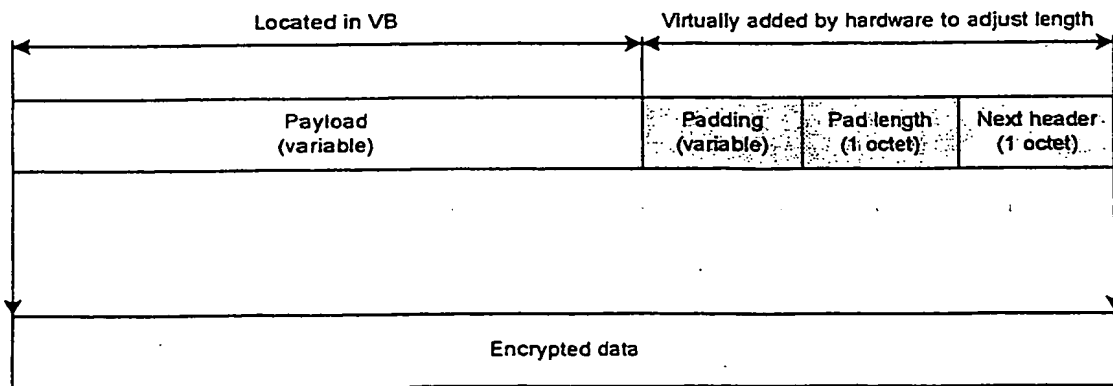 Located in VB
Virtually added by hardware to adjust length
Payload
(variable)
Padding
(variable)
Pad length
(1 octet)
Next header
(1 octet)
Encrypted data